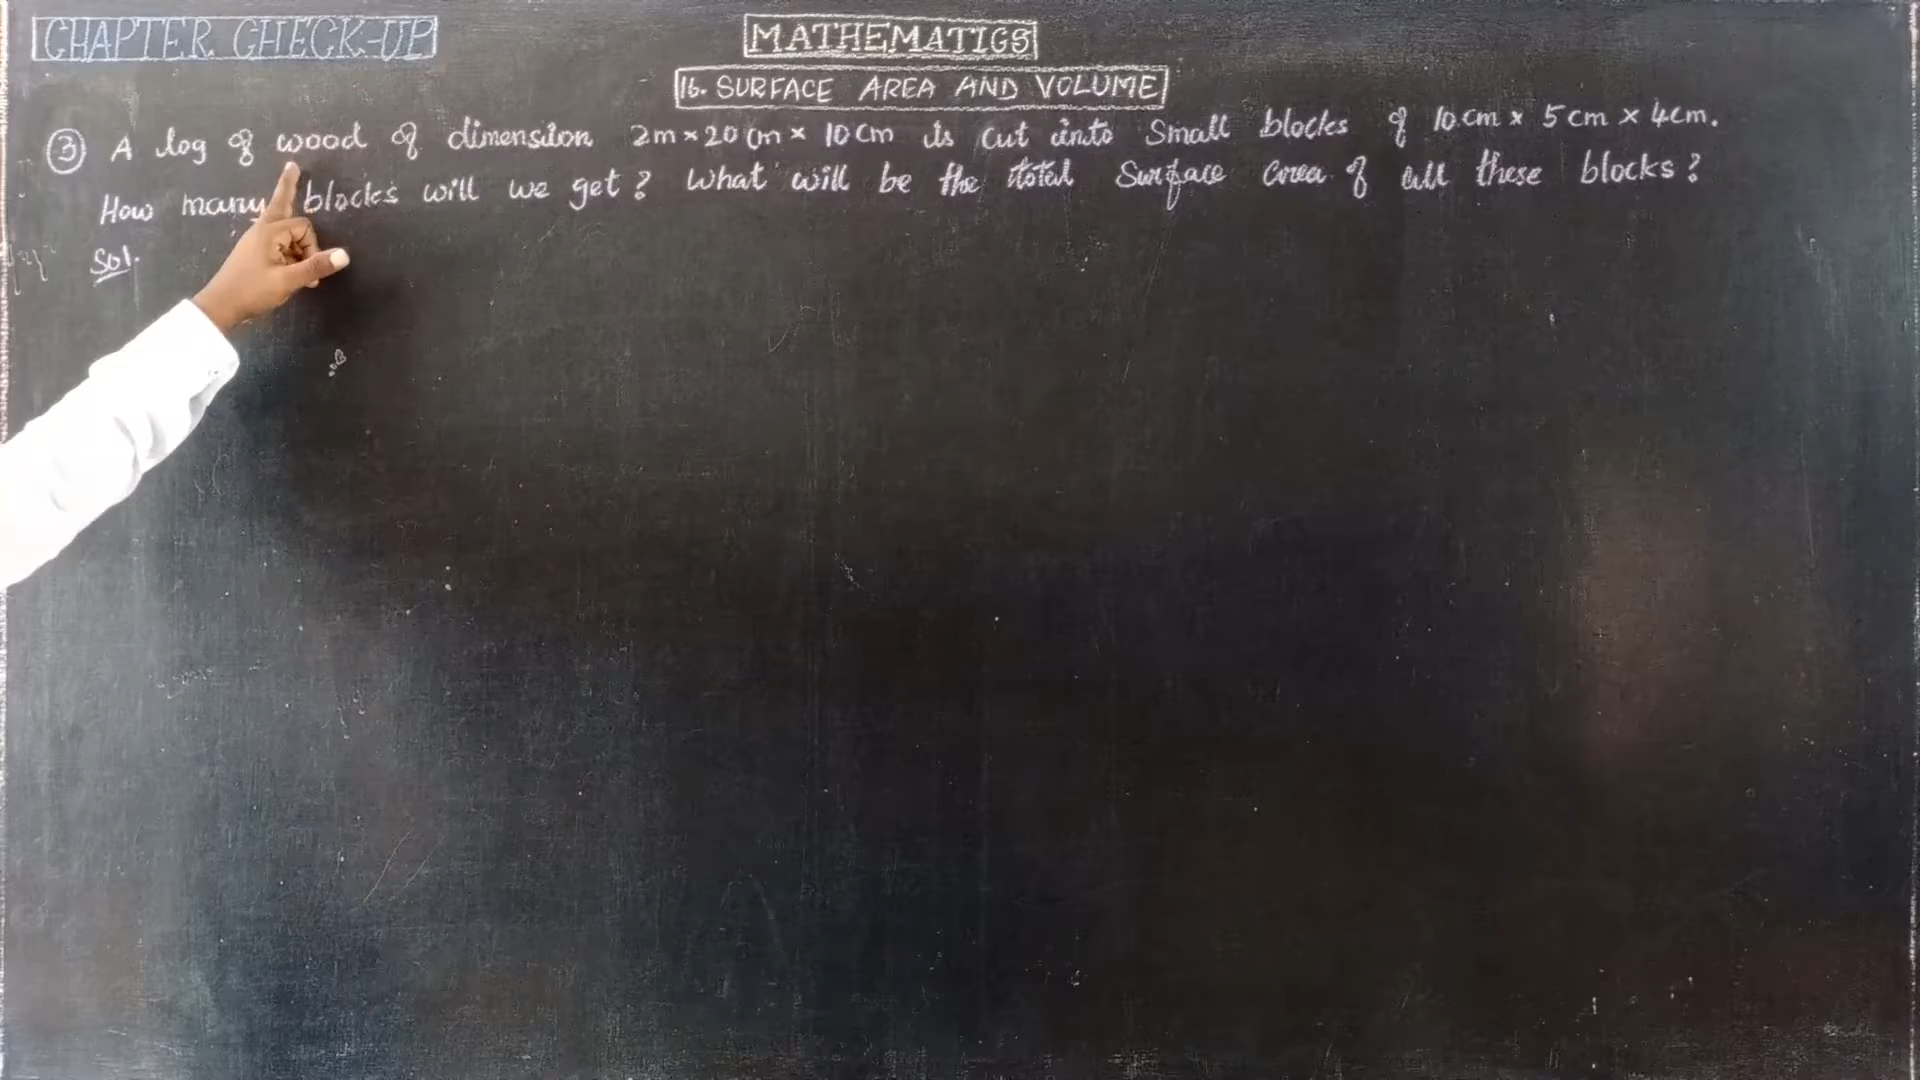 CHAPTER CHECK-UP
MATHEMATICS
16. SURFACE AREA AND VOLUME
③ A log of wood of dimension 2m × 20 cm × 10 cm is cut into small blocks of 10 cm × 5 cm × 4 cm.
How many blocks will we get? What will be the total surface area of all these blocks?
Sol.